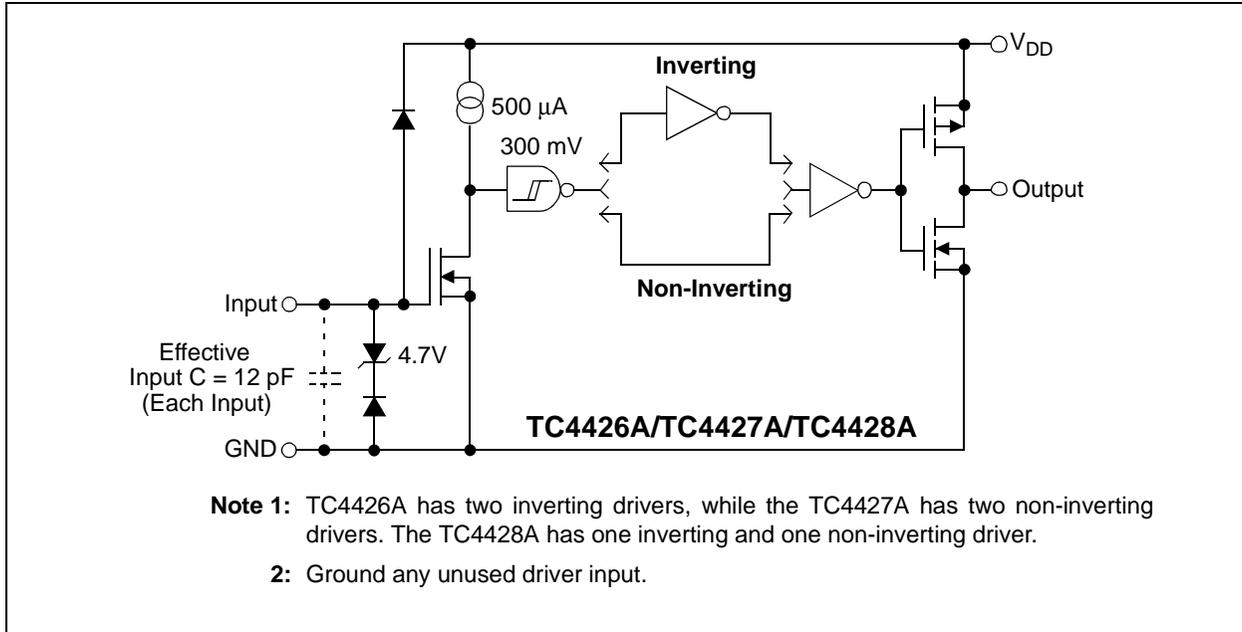 V_DD
Inverting
500 μA
300 mV
Output
Non-Inverting
Input
4.7V
Effective
Input C = 12 pF
(Each Input)
TC4426A/TC4427A/TC4428A
GND
Note 1: TC4426A has two inverting drivers, while the TC4427A has two non-inverting
drivers. The TC4428A has one inverting and one non-inverting driver.
2: Ground any unused driver input.